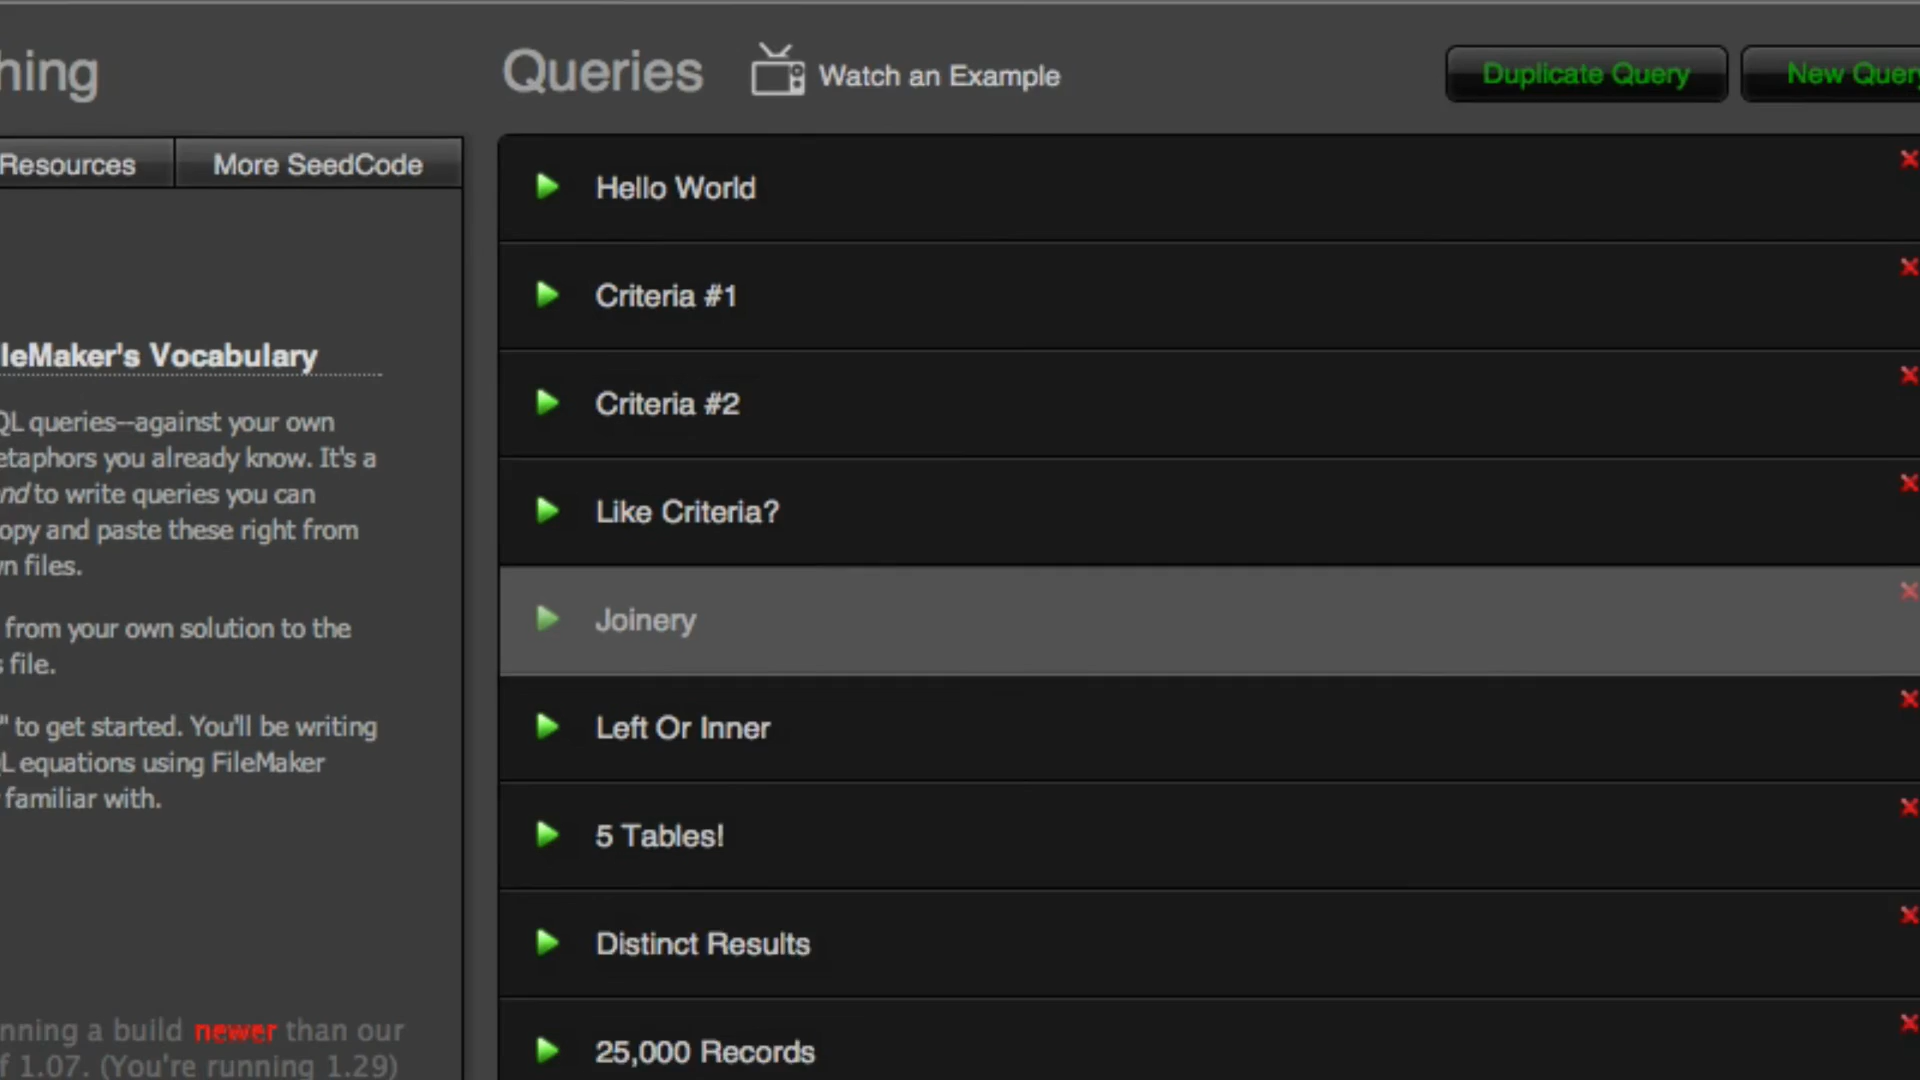 hing
Resources
More SeedCode
leMaker's Vocabulary
QL queries--against your own
etaphors you already know. It's a
nd to write queries you can
opy and paste these right from
wn files.
from your own solution to the
s file.
" to get started. You'll be writing
QL equations using FileMaker
familiar with.
nning a build newer than our
f 1.07. (You're running 1.29)
Queries
Watch an Example
Duplicate Query
New Query
Hello World
Criteria #1
Criteria #2
Like Criteria?
Joinery
Left Or Inner
5 Tables!
Distinct Results
25,000 Records